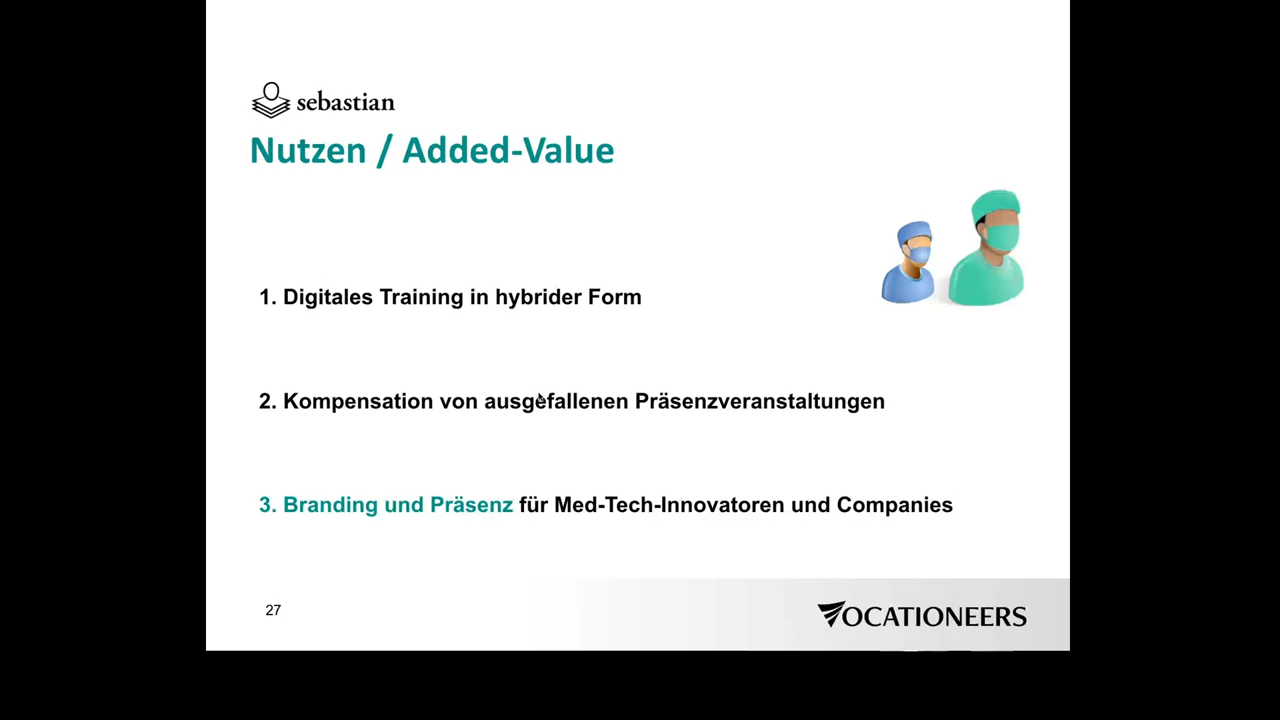 sebastian
Nutzen / Added-Value
1. Digitales Training in hybrider Form
2. Kompensation von ausgefallenen Präsenzveranstaltungen
3. Branding und Präsenz für Med-Tech-Innovatoren und Companies
27
VOCATIONEERS